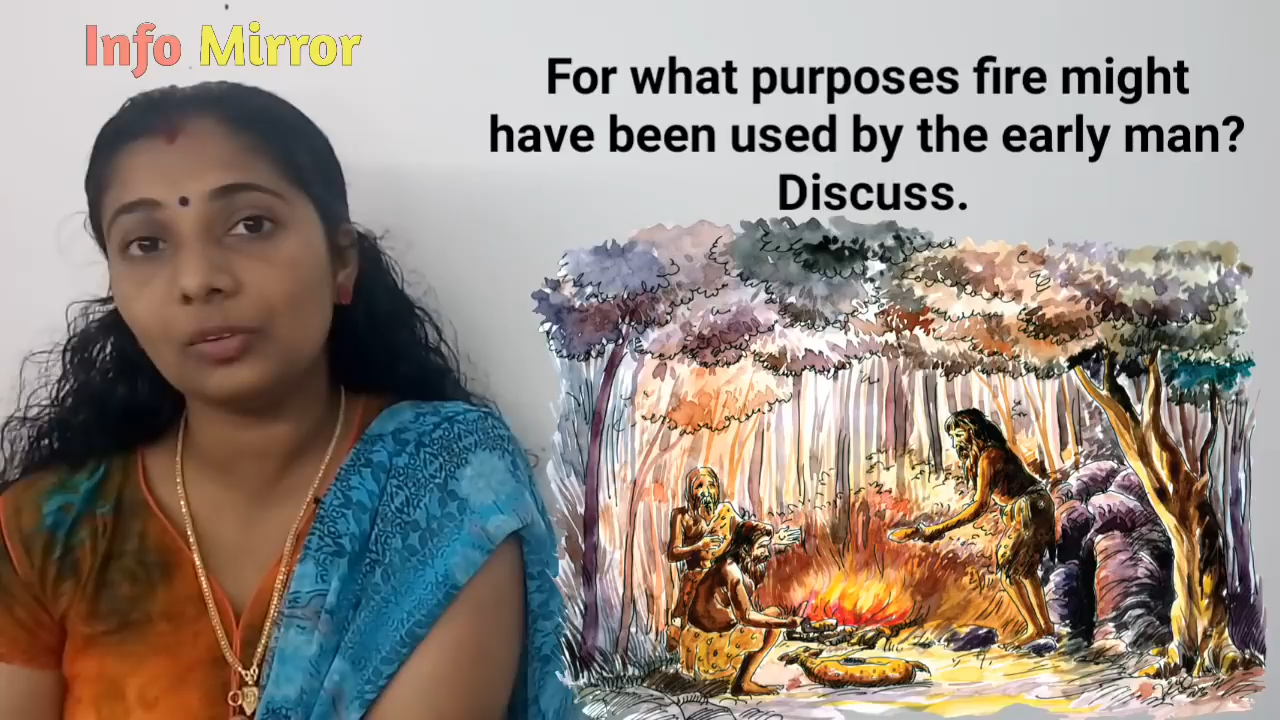 Info Mirror
For what purposes fire might
have been used by the early man?
Discuss.